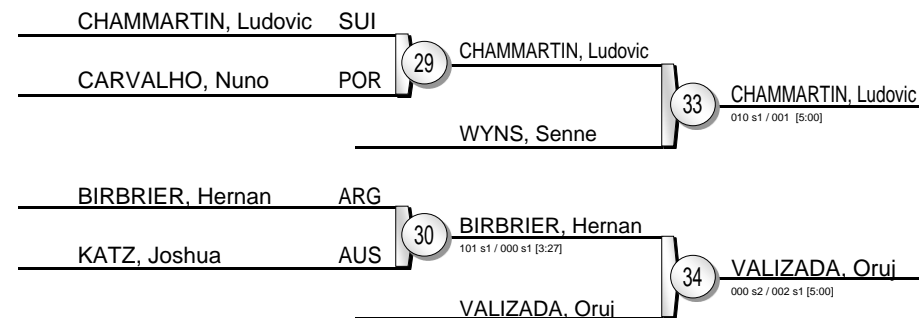 CHAMMARTIN, Ludovic SUI
29
CHAMMARTIN, Ludovic
CARVALHO, Nuno POR
33
CHAMMARTIN, Ludovic
010 s1 / 001 [5:00]
WYNS, Senne
BIRBRIER, Hernan ARG
30
BIRBRIER, Hernan
101 s1 / 000 s1 [3:27]
KATZ, Joshua AUS
34
VALIZADA, Oruj
000 s2 / 002 s1 [5:00]
VALIZADA, Oruj